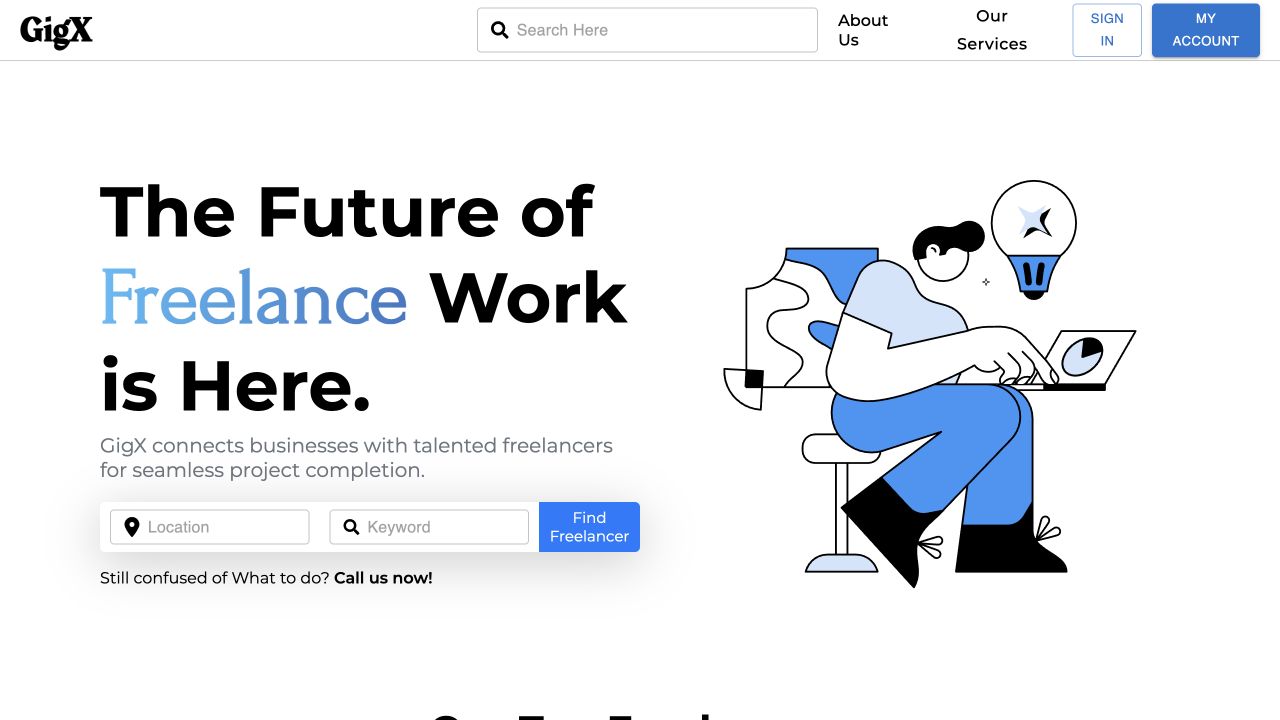 GigX
Search Here
About
Us
Our
Services
SIGN
IN
MY
ACCOUNT
The Future of
Freelance Work
is Here.
GigX connects businesses with talented freelancers
for seamless project completion.
Location
Keyword
Find
Freelancer
Still confused of What to do? Call us now!